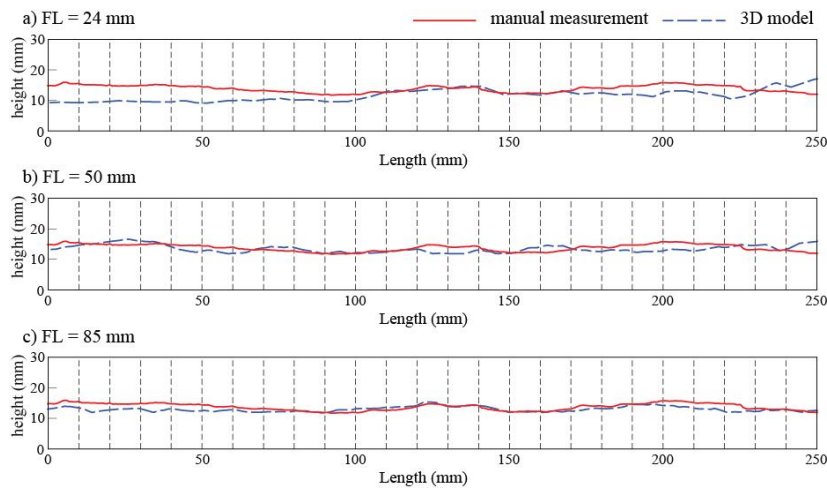 a) FL = 24 mm
manual measurement
3D model
30
20
10
0
height (mm)
0 50 100 150 200 250
Length (mm)
b) FL = 50 mm
30
20
10
0
height (mm)
0 50 100 150 200 250
Length (mm)
c) FL = 85 mm
30
20
10
0
height (mm)
0 50 100 150 200 250
Length (mm)